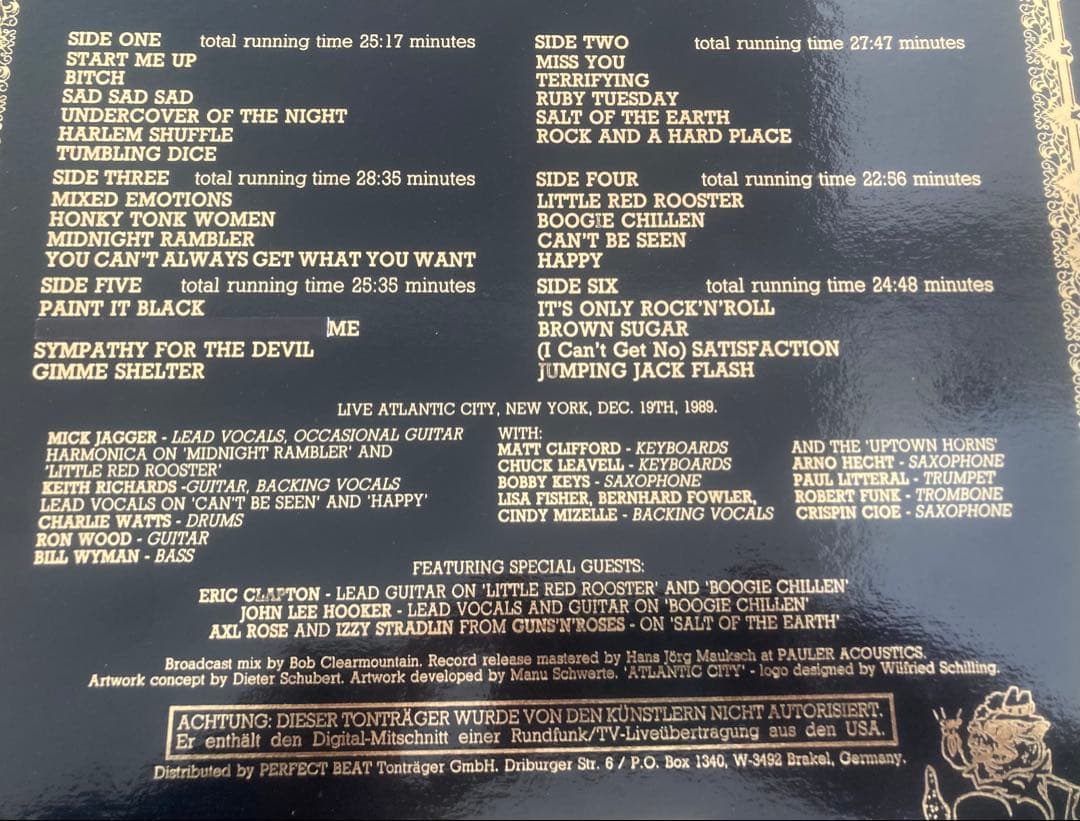 SIDE ONE total running time 25:17 minutes
START ME UP
BITCH
SAD SAD SAD
UNDERCOVER OF THE NIGHT
HARLEM SHUFFLE
TUMBLING DICE
SIDE TWO total running time 27:47 minutes
MISS YOU
TERRIFYING
RUBY TUESDAY
SALT OF THE EARTH
ROCK AND A HARD PLACE
SIDE THREE total running time 28:35 minutes
MIXED EMOTIONS
HONKY TONK WOMEN
MIDNIGHT RAMBLER
YOU CAN'T ALWAYS GET WHAT YOU WANT
SIDE FOUR total running time 22:56 minutes
LITTLE RED ROOSTER
BOOGIE CHILLEN
CAN'T BE SEEN
HAPPY
SIDE FIVE total running time 25:35 minutes
PAINT IT BLACK
ME
SYMPATHY FOR THE DEVIL
GIMME SHELTER
SIDE SIX total running time 24:48 minutes
IT'S ONLY ROCK'N'ROLL
BROWN SUGAR
(I Can't Get No) SATISFACTION
JUMPING JACK FLASH
LIVE ATLANTIC CITY, NEW YORK, DEC. 19TH, 1989.
MICK JAGGER - LEAD VOCALS, OCCASIONAL GUITAR
HARMONICA ON 'MIDNIGHT RAMBLER' AND
'LITTLE RED ROOSTER'
KEITH RICHARDS -GUITAR, BACKING VOCALS
LEAD VOCALS ON 'CAN'T BE SEEN' AND 'HAPPY'
CHARLIE WATTS - DRUMS
RON WOOD - GUITAR
BILL WYMAN - BASS
WITH:
MATT CLIFFORD - KEYBOARDS
CHUCK LEAVELL - KEYBOARDS
BOBBY KEYS - SAXOPHONE
LISA FISHER, BERNHARD FOWLER,
CINDY MIZELLE - BACKING VOCALS
AND THE 'UPTOWN HORNS'
ARNO HECHT - SAXOPHONE
PAUL LITTERAL - TRUMPET
ROBERT FUNK - TROMBONE
CRISPIN CIOE - SAXOPHONE
FEATURING SPECIAL GUESTS:
ERIC CLAPTON - LEAD GUITAR ON 'LITTLE RED ROOSTER' AND 'BOOGIE CHILLEN'
JOHN LEE HOOKER - LEAD VOCALS AND GUITAR ON 'BOOGIE CHILLEN'
AXL ROSE AND IZZY STRADLIN FROM GUNS'N'ROSES - ON 'SALT OF THE EARTH'
Broadcast mix by Bob Clearmountain. Record release mastered by Hans Jörg Mauksch at PAULER ACOUSTICS.
Artwork concept by Dieter Schubert. Artwork developed by Manu Schwerte. 'ATLANTIC CITY' - logo designed by Wilfried Schilling.
ACHTUNG: DIESER TONTRÄGER WURDE VON DEN KÜNSTLERN NICHT AUTORISIERT.
Er enthält den Digital-Mitschnitt einer Rundfunk/TV-Liveübertragung aus den USA.
Distributed by PERFECT BEAT Tonträger GmbH. Driburger Str. 6 / P.O. Box 1340, W-3492 Brakel, Germany.